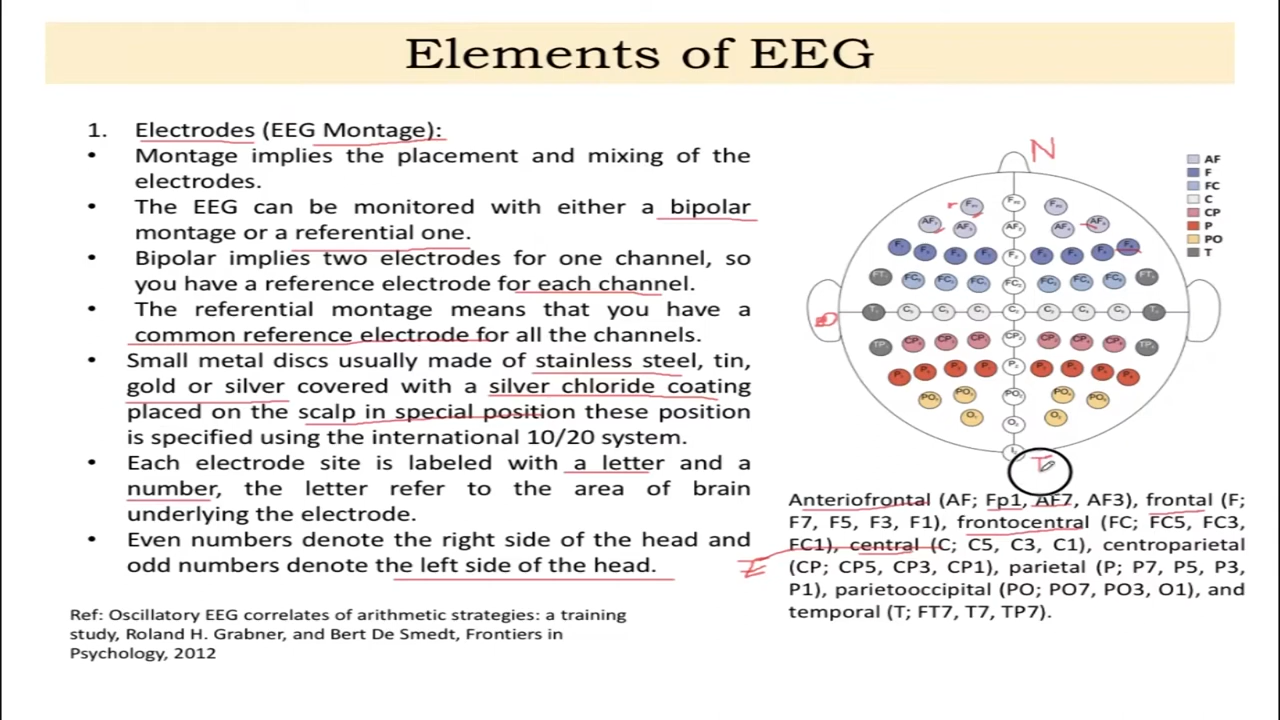 Elements of EEG
1. Electrodes (EEG Montage):
• Montage implies the placement and mixing of the
electrodes.
• The EEG can be monitored with either a bipolar
montage or a referential one.
• Bipolar implies two electrodes for one channel, so
you have a reference electrode for each channel.
• The referential montage means that you have a
common reference electrode for all the channels.
• Small metal discs usually made of stainless steel, tin,
gold or silver covered with a silver chloride coating
placed on the scalp in special position these position
is specified using the international 10/20 system.
• Each electrode site is labeled with a letter and a
number, the letter refer to the area of brain
underlying the electrode.
• Even numbers denote the right side of the head and
odd numbers denote the left side of the head.
Ref: Oscillatory EEG correlates of arithmetic strategies: a training
study, Roland H. Grabner, and Bert De Smedt, Frontiers in
Psychology, 2012
N
AF
F
FC
C
CP
P
PO
T
Anteriofrontal (AF; Fp1, AF7, AF3), frontal (F;
F7, F5, F3, F1), frontocentral (FC; FC5, FC3,
FC1), central (C; C5, C3, C1), centroparietal
(CP; CP5, CP3, CP1), parietal (P; P7, P5, P3,
P1), parietooccipital (PO; PO7, PO3, O1), and
temporal (T; FT7, T7, TP7).